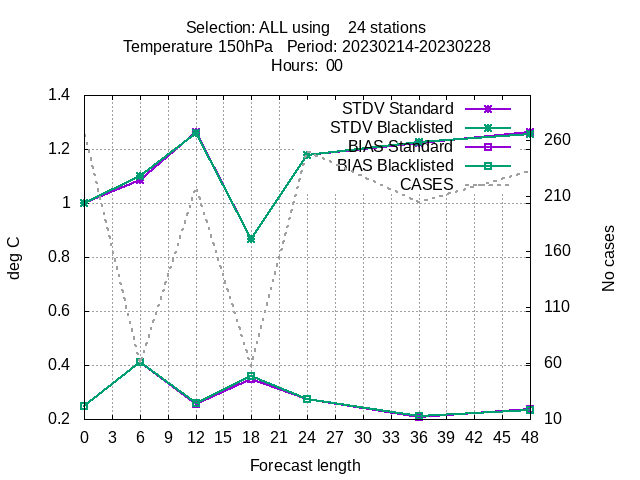 Selection: ALL using    24 stations
Temperature 150hPa   Period: 20230214-20230228
Hours:  00
STDV Standard
STDV Blacklisted
BIAS Standard
BIAS Blacklisted
CASES
1.4
1.2
1
0.8
0.6
0.4
0.2
deg C
260
210
160
110
60
10
No cases
0 3 6 9 12 15 18 21 24 27 30 33 36 39 42 45 48
Forecast length